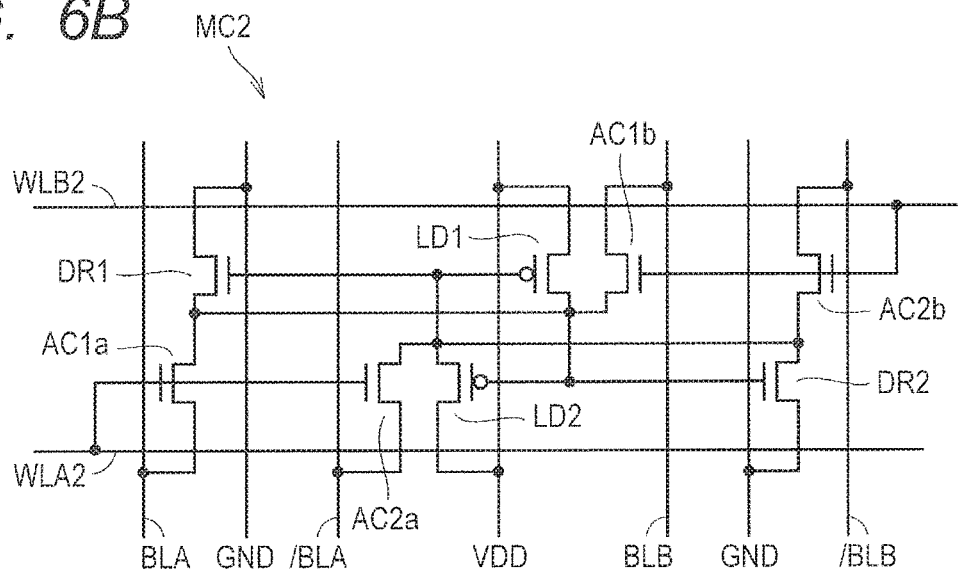 . 6B
MC2
AC1b
WLB2
LD1
DR1
AC2b
AC1a
DR2
LD2
WLA2
AC2a
BLA GND /BLA VDD BLB GND /BLB